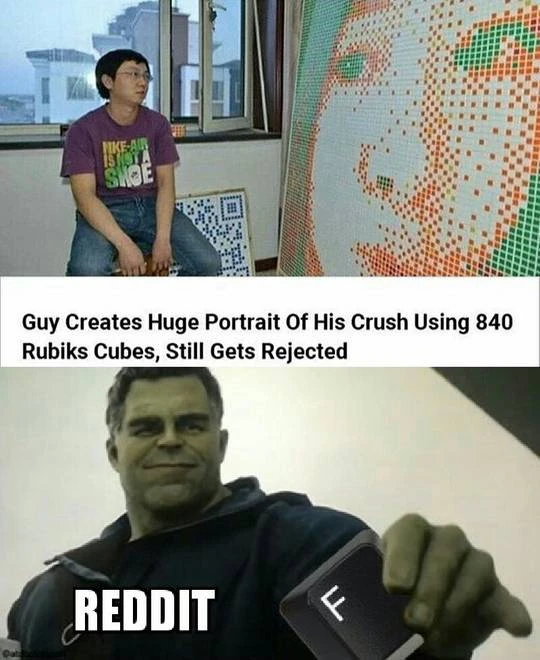 NIKE-AIR
IS NOT A
SHOE
Guy Creates Huge Portrait Of His Crush Using 840
Rubiks Cubes, Still Gets Rejected
REDDIT
F